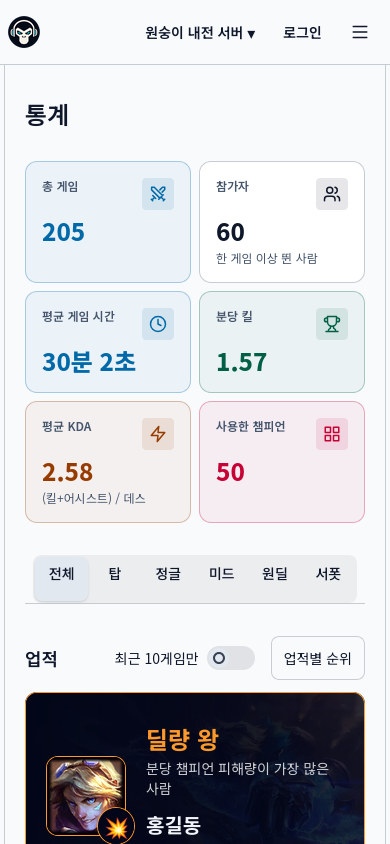 원숭이 내전 서버 ▾
로그인
통계
총 게임
205
참가자
60
한 게임 이상 뛴 사람
평균 게임 시간
30분 2초
분당 킬
1.57
평균 KDA
2.58
(킬+어시스트) / 데스
사용한 챔피언
50
전체 탑 정글 미드 원딜 서폿
업적
최근 10게임만
업적별 순위
딜량 왕
분당 챔피언 피해량이 가장 많은
사람
홍길동